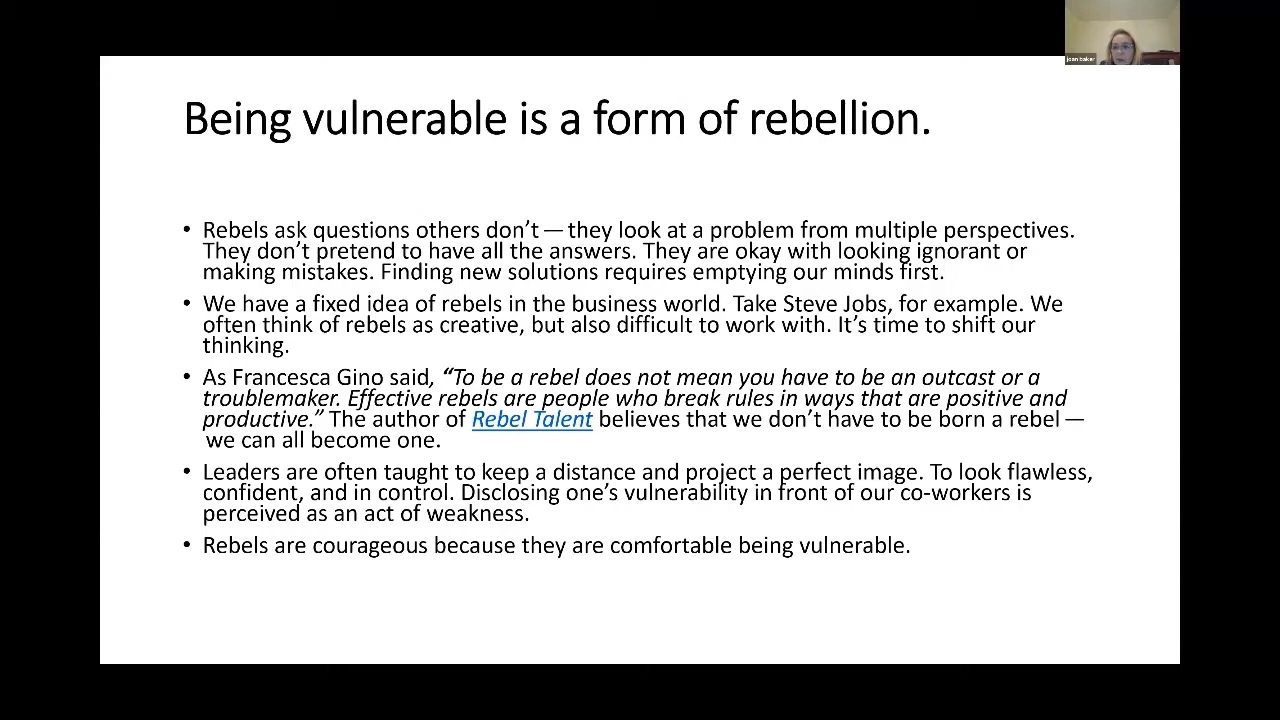 joan baker
Being vulnerable is a form of rebellion.
• Rebels ask questions others don’t — they look at a problem from multiple perspectives.
They don’t pretend to have all the answers. They are okay with looking ignorant or
making mistakes. Finding new solutions requires emptying our minds first.
• We have a fixed idea of rebels in the business world. Take Steve Jobs, for example. We
often think of rebels as creative, but also difficult to work with. It’s time to shift our
thinking.
• As Francesca Gino said, “To be a rebel does not mean you have to be an outcast or a
troublemaker. Effective rebels are people who break rules in ways that are positive and
productive.” The author of Rebel Talent believes that we don’t have to be born a rebel —
we can all become one.
• Leaders are often taught to keep a distance and project a perfect image. To look flawless,
confident, and in control. Disclosing one’s vulnerability in front of our co-workers is
perceived as an act of weakness.
• Rebels are courageous because they are comfortable being vulnerable.